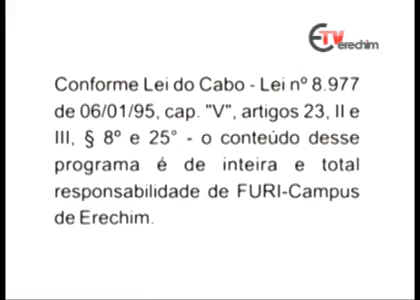 ETV
erechim
Conforme Lei do Cabo - Lei nº 8.977
de 06/01/95, cap. "V", artigos 23, II e
III, § 8º e 25° - o conteúdo desse
programa é de inteira e total
responsabilidade de FURI-Campus
de Erechim.